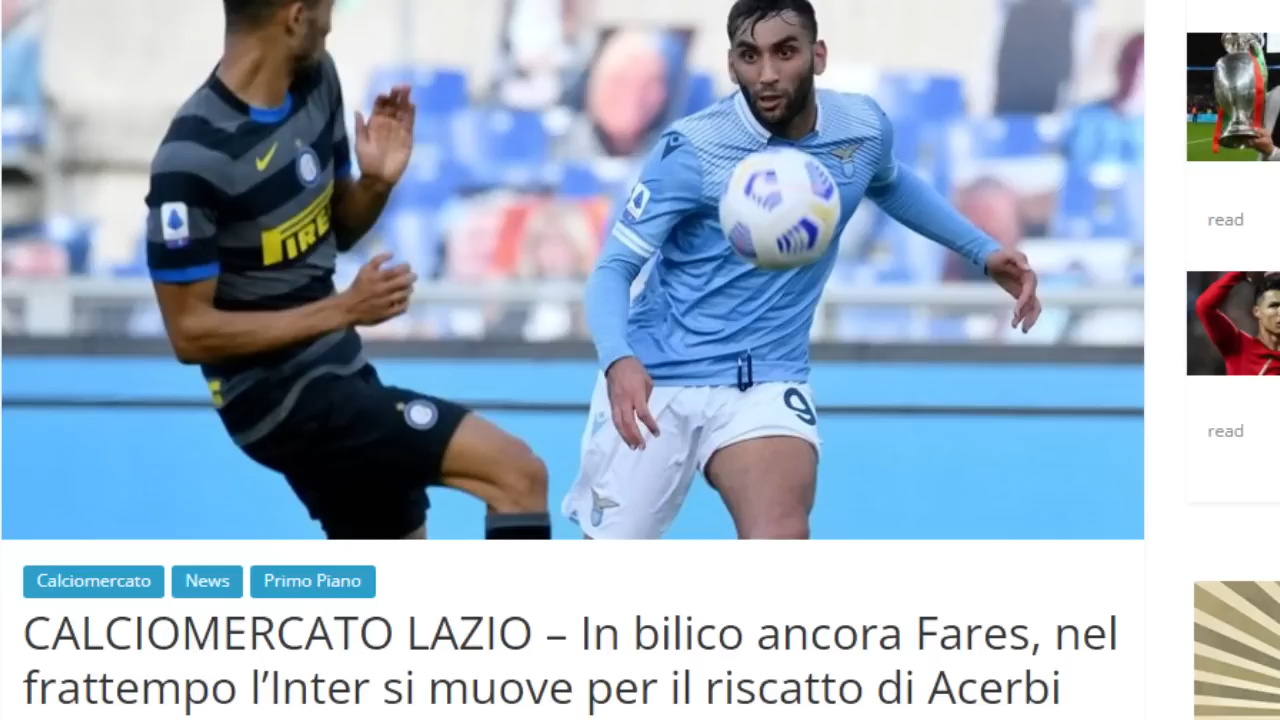 PIRE
9
read
read
Calciomercato News Primo Piano
CALCIOMERCATO LAZIO – In bilico ancora Fares, nel
frattempo l’Inter si muove per il riscatto di Acerbi